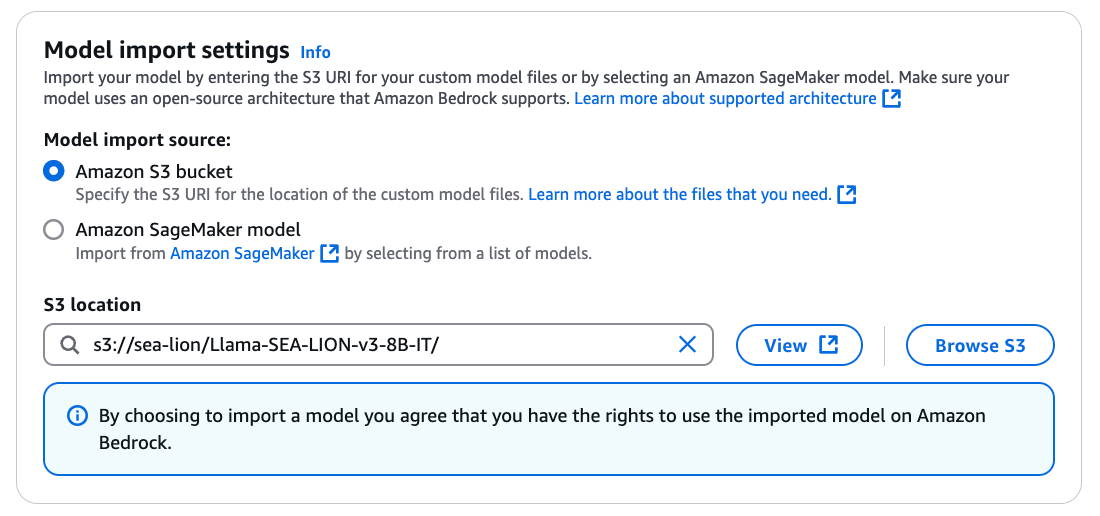 Model import settings Info
Import your model by entering the S3 URI for your custom model files or by selecting an Amazon SageMaker model. Make sure your
model uses an open-source architecture that Amazon Bedrock supports. Learn more about supported architecture
Model import source:
Amazon S3 bucket
Specify the S3 URI for the location of the custom model files. Learn more about the files that you need.
Amazon SageMaker model
Import from Amazon SageMaker by selecting from a list of models.
S3 location
s3://sea-lion/Llama-SEA-LION-v3-8B-IT/ View Browse S3
By choosing to import a model you agree that you have the rights to use the imported model on Amazon
Bedrock.